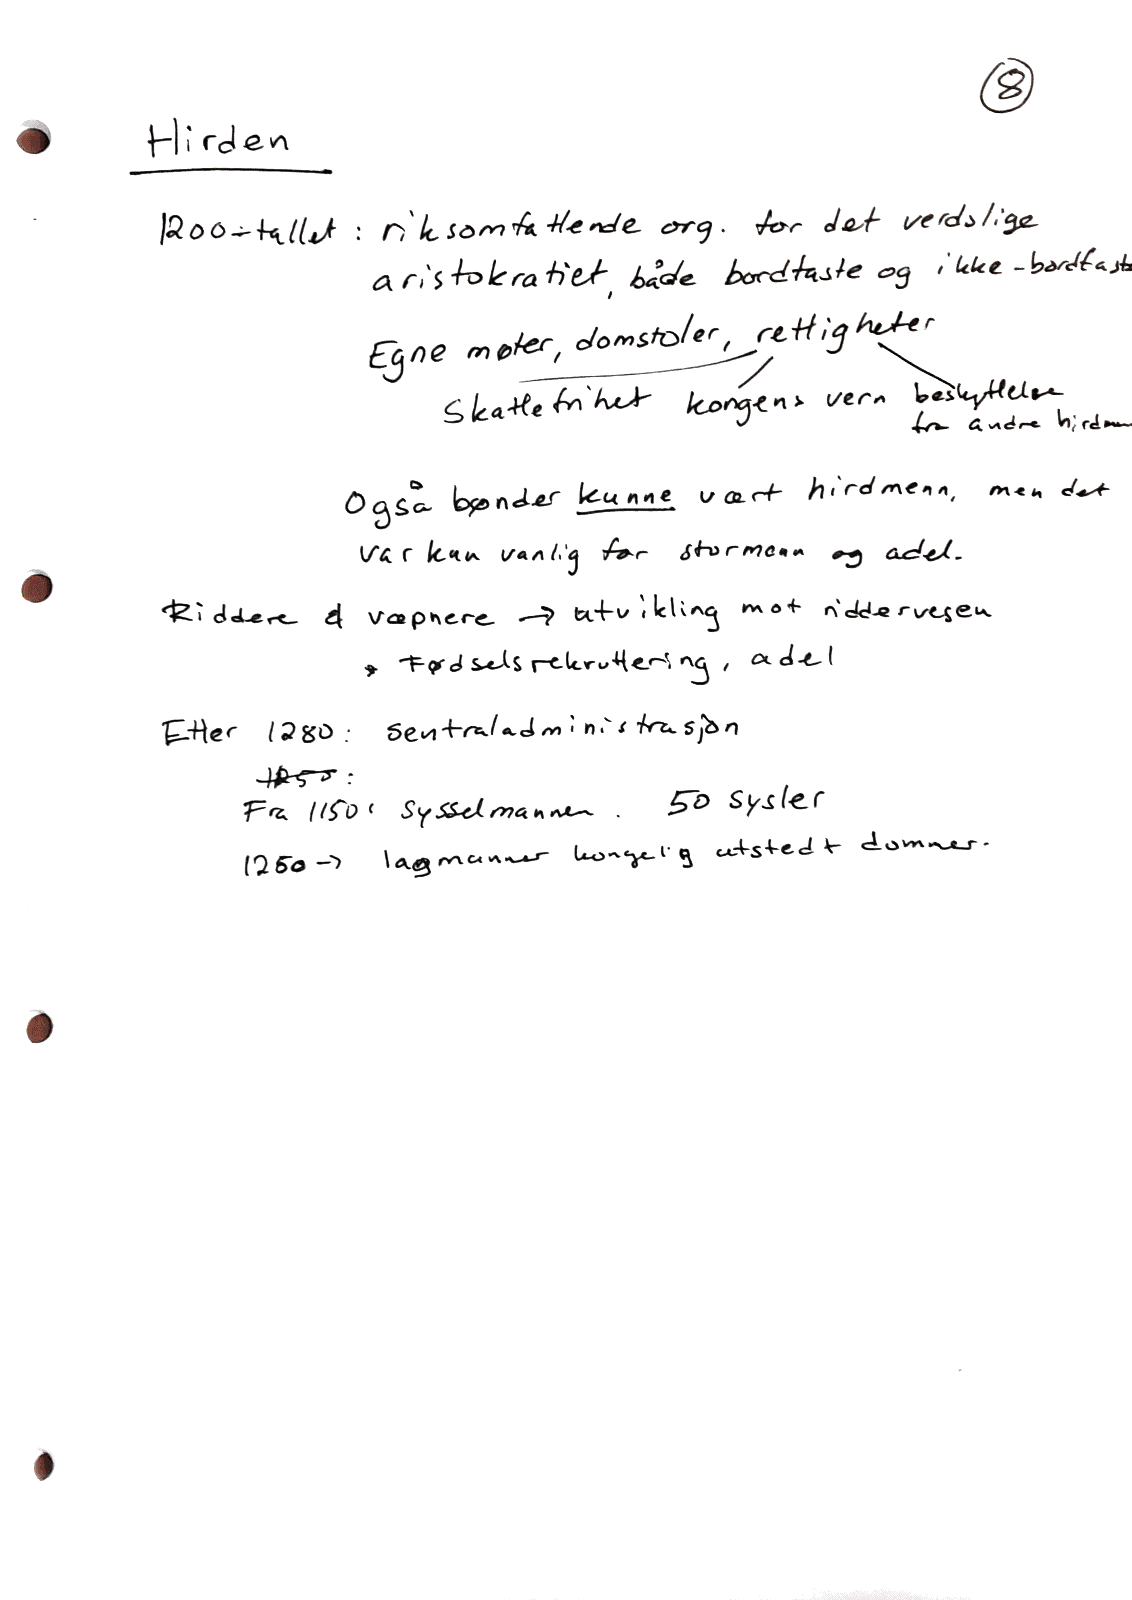 8
Hirden
1200-tallet: riksomfattende org. for det verdslige
aristokratiet, både bordfaste og ikke-bordfaste
Egne møter, domstoler, rettigheter
Skattefrihet kongens vern beskyttelse
fra andre hirdmenn
Også bønder kunne vært hirdmenn, men det
var kun vanlig for stormenn og adel.
Riddere & væpnere → utvikling mot riddervesen
* Fødselsrekruttering, adel
Etter 1280: sentraladministrasjon
1250:
Fra 1150: Sysselmannen. 50 sysler
1260 → lagmanner kongelig utstedt dommer.